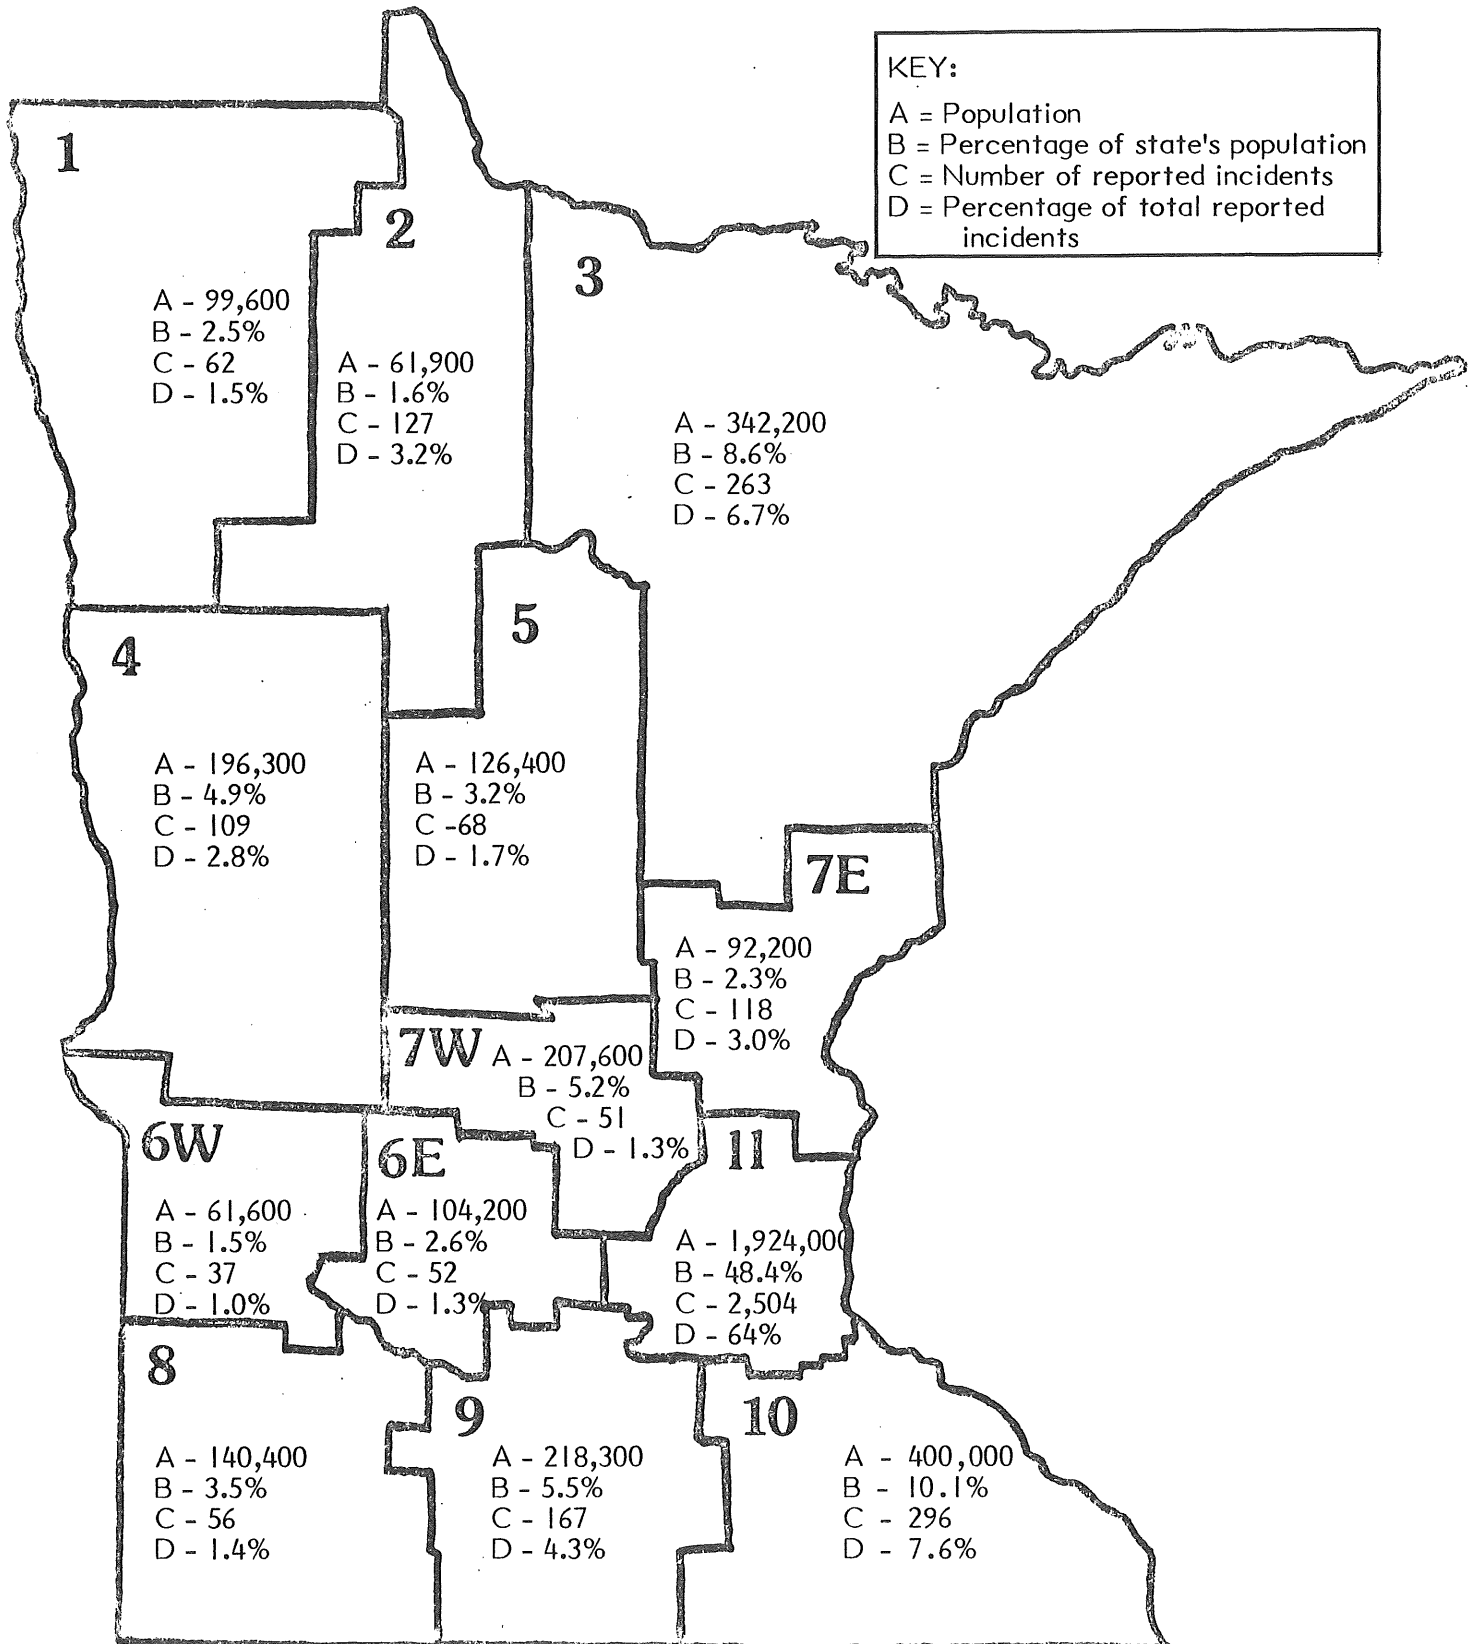 KEY:
A = Population
B = Percentage of state's population
C = Number of reported incidents
D = Percentage of total reported
incidents
1
A - 99,600
B - 2.5%
C - 62
D - 1.5%
2
A - 61,900
B - 1.6%
C - 127
D - 3.2%
3
A - 342,200
B - 8.6%
C - 263
D - 6.7%
4
A - 196,300
B - 4.9%
C - 109
D - 2.8%
5
A - 126,400
B - 3.2%
C -68
D - 1.7%
7E
A - 92,200
B - 2.3%
C - 118
D - 3.0%
7W
A - 207,600
B - 5.2%
C - 51
D - 1.3%
6W
A - 61,600
B - 1.5%
C - 37
D - 1.0%
6E
A - 104,200
B - 2.6%
C - 52
D - 1.3%
11
A - 1,924,000
B - 48.4%
C - 2,504
D - 64%
8
A - 140,400
B - 3.5%
C - 56
D - 1.4%
9
A - 218,300
B - 5.5%
C - 167
D - 4.3%
10
A - 400,000
B - 10.1%
C - 296
D - 7.6%